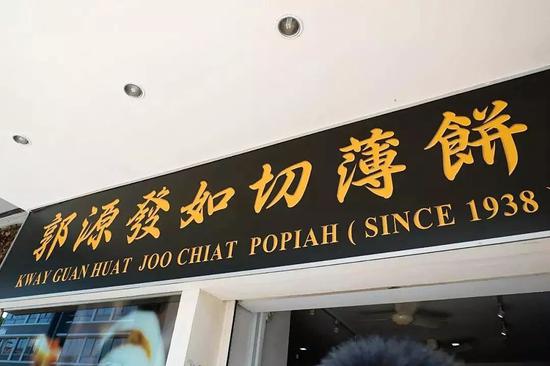 郭源發如切薄餅
KWAY GUAN HUAT JOO CHIAT POPIAH ( SINCE 1938 )